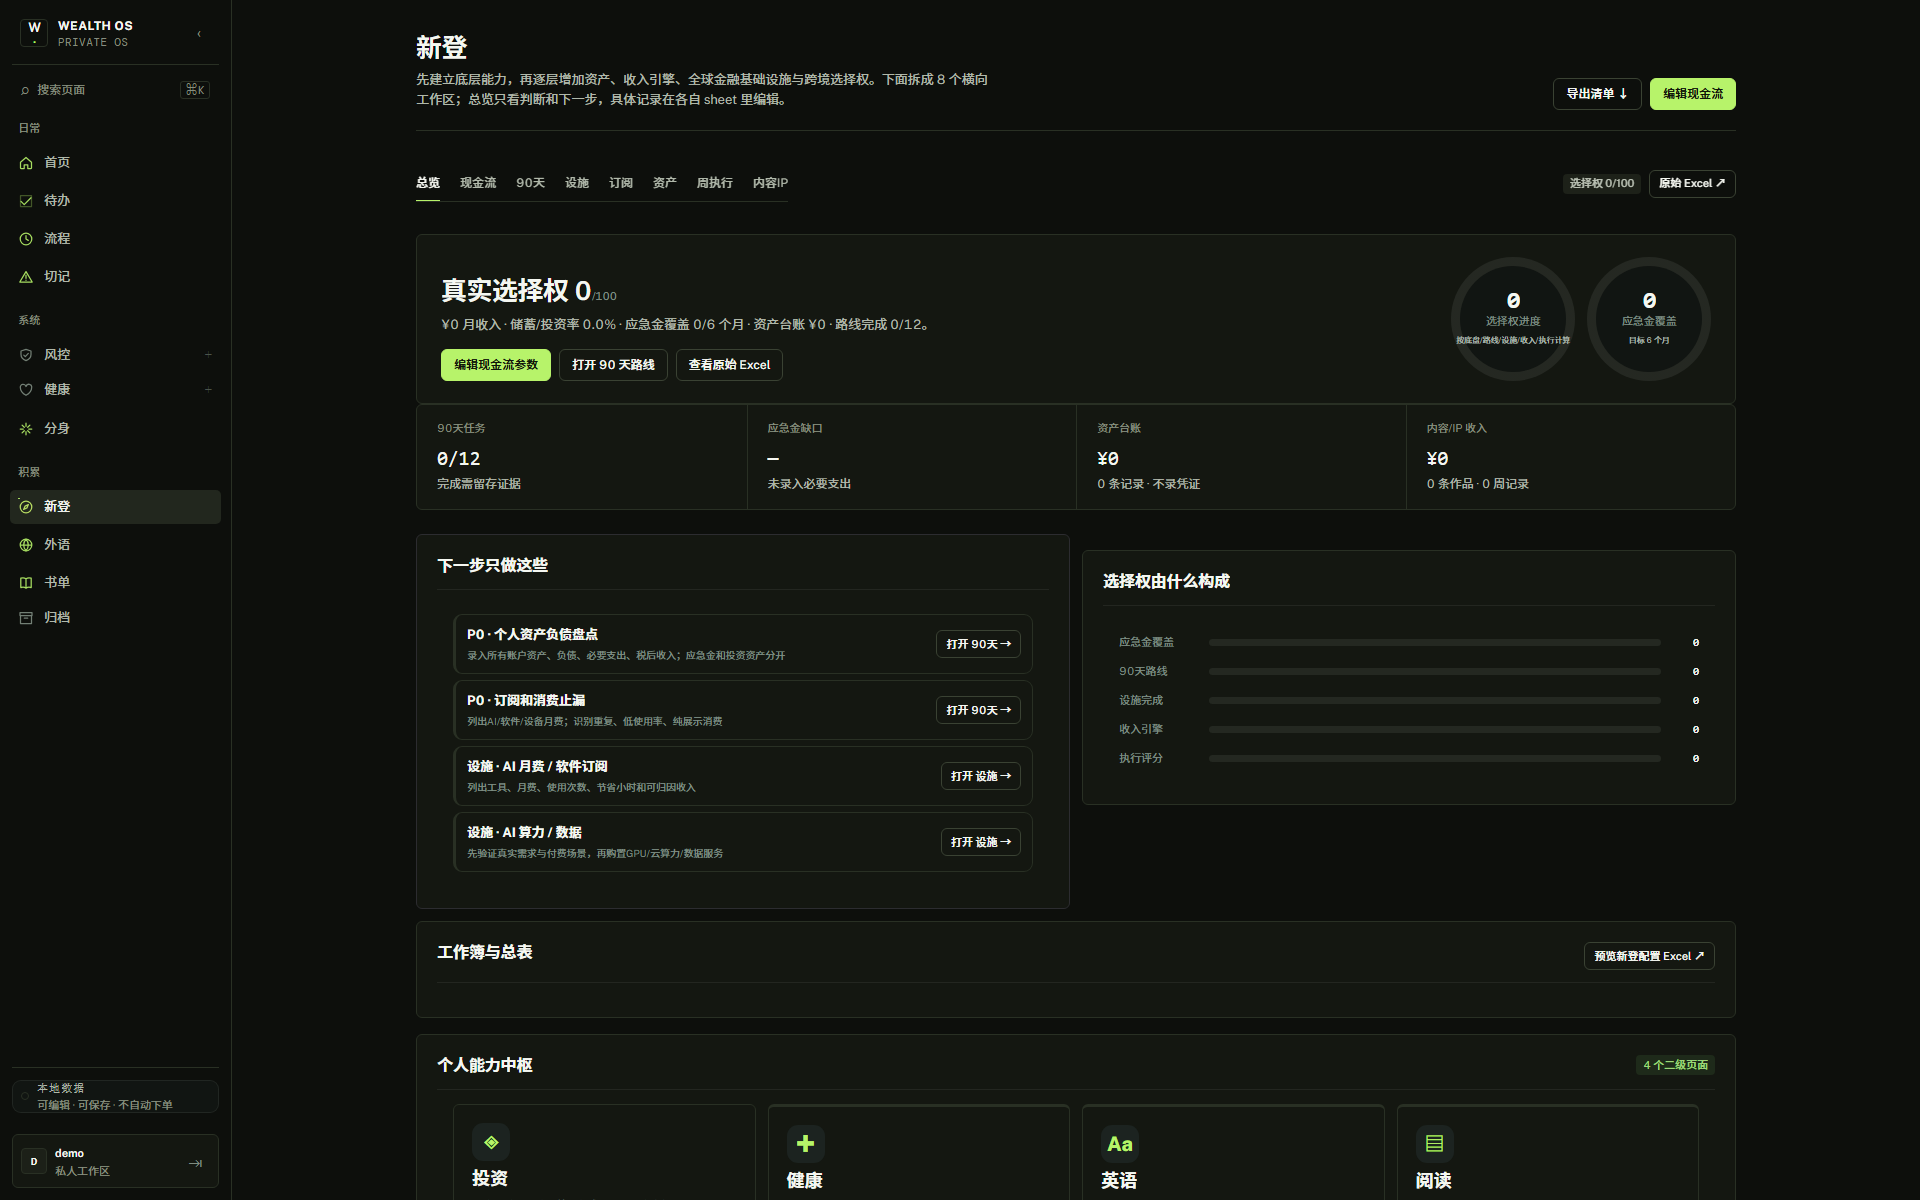 W
WEALTH OS
PRIVATE OS
搜索页面
⌘K
日常
首页
待办
流程
切记
系统
风控
健康
分身
积累
新登
外语
书单
归档
本地数据
可编辑 · 可保存 · 不自动下单
D
demo
私人工作区
新登
先建立底层能力，再逐层增加资产、收入引擎、全球金融基础设施与跨境选择权。下面拆成 8 个横向
工作区；总览只看判断和下一步，具体记录在各自 sheet 里编辑。
导出清单 ↓
编辑现金流
总览 现金流 90天 设施 订阅 资产 周执行 内容IP
选择权 0/100
原始 Excel ↗
真实选择权 0/100
¥0 月收入 · 储蓄/投资率 0.0% · 应急金覆盖 0/6 个月 · 资产台账 ¥0 · 路线完成 0/12。
编辑现金流参数
打开 90 天路线
查看原始 Excel
0
选择权进度
按底盘/路线/设施/收入/执行计算
0
应急金覆盖
目标 6 个月
90天任务
0/12
完成需留存证据
应急金缺口
—
未录入必要支出
资产台账
¥0
0 条记录 · 不录凭证
内容/IP 收入
¥0
0 条作品 · 0 周记录
下一步只做这些
P0 · 个人资产负债盘点
录入所有账户资产、负债、必要支出、税后收入；应急金和投资资产分开
打开 90天 →
P0 · 订阅和消费止漏
列出AI/软件/设备月费；识别重复、低使用率、纯展示消费
打开 90天 →
设施 · AI 月费 / 软件订阅
列出工具、月费、使用次数、节省小时和可归因收入
打开 设施 →
设施 · AI 算力 / 数据
先验证真实需求与付费场景，再购置GPU/云算力/数据服务
打开 设施 →
选择权由什么构成
应急金覆盖 0
90天路线 0
设施完成 0
收入引擎 0
执行评分 0
工作簿与总表
预览新登配置 Excel ↗
个人能力中枢
4 个二级页面
投资
健康
Aa
英语
阅读